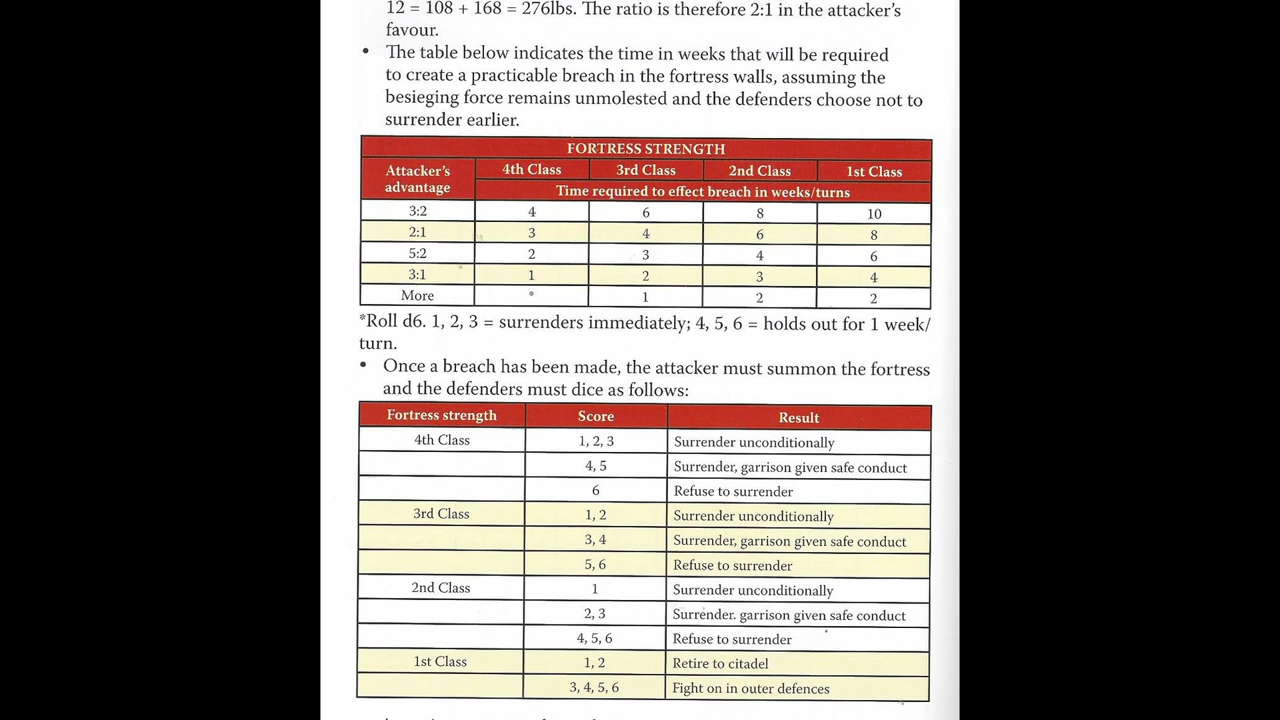 12 = 108 + 168 = 276lbs. The ratio is therefore 2:1 in the attacker's
favour.
• The table below indicates the time in weeks that will be required
to create a practicable breach in the fortress walls, assuming the
besieging force remains unmolested and the defenders choose not to
surrender earlier.
FORTRESS STRENGTH
Attacker's advantage 4th Class 3rd Class 2nd Class 1st Class
Time required to effect breach in weeks/turns
3:2 4 6 8 10
2:1 3 4 6 8
5:2 2 3 4 6
3:1 1 2 3 4
More * 1 2 2
*Roll d6. 1, 2, 3 = surrenders immediately; 4, 5, 6 = holds out for 1 week/
turn.
• Once a breach has been made, the attacker must summon the fortress
and the defenders must dice as follows:
Fortress strength Score Result
4th Class 1, 2, 3 Surrender unconditionally
4, 5 Surrender, garrison given safe conduct
6 Refuse to surrender
3rd Class 1, 2 Surrender unconditionally
3, 4 Surrender, garrison given safe conduct
5, 6 Refuse to surrender
2nd Class 1 Surrender unconditionally
2, 3 Surrender. garrison given safe conduct
4, 5, 6 Refuse to surrender
1st Class 1, 2 Retire to citadel
3, 4, 5, 6 Fight on in outer defences